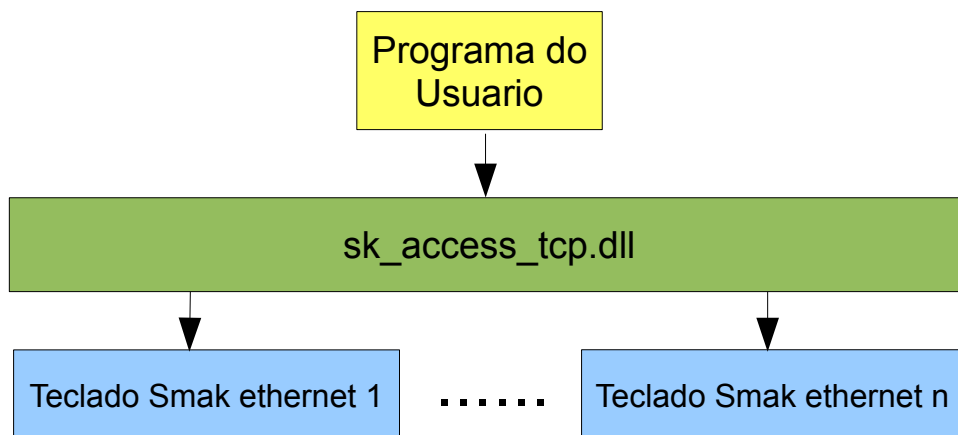 Programa do
Usuario
sk_access_tcp.dll
Teclado Smak ethernet 1
......
Teclado Smak ethernet n